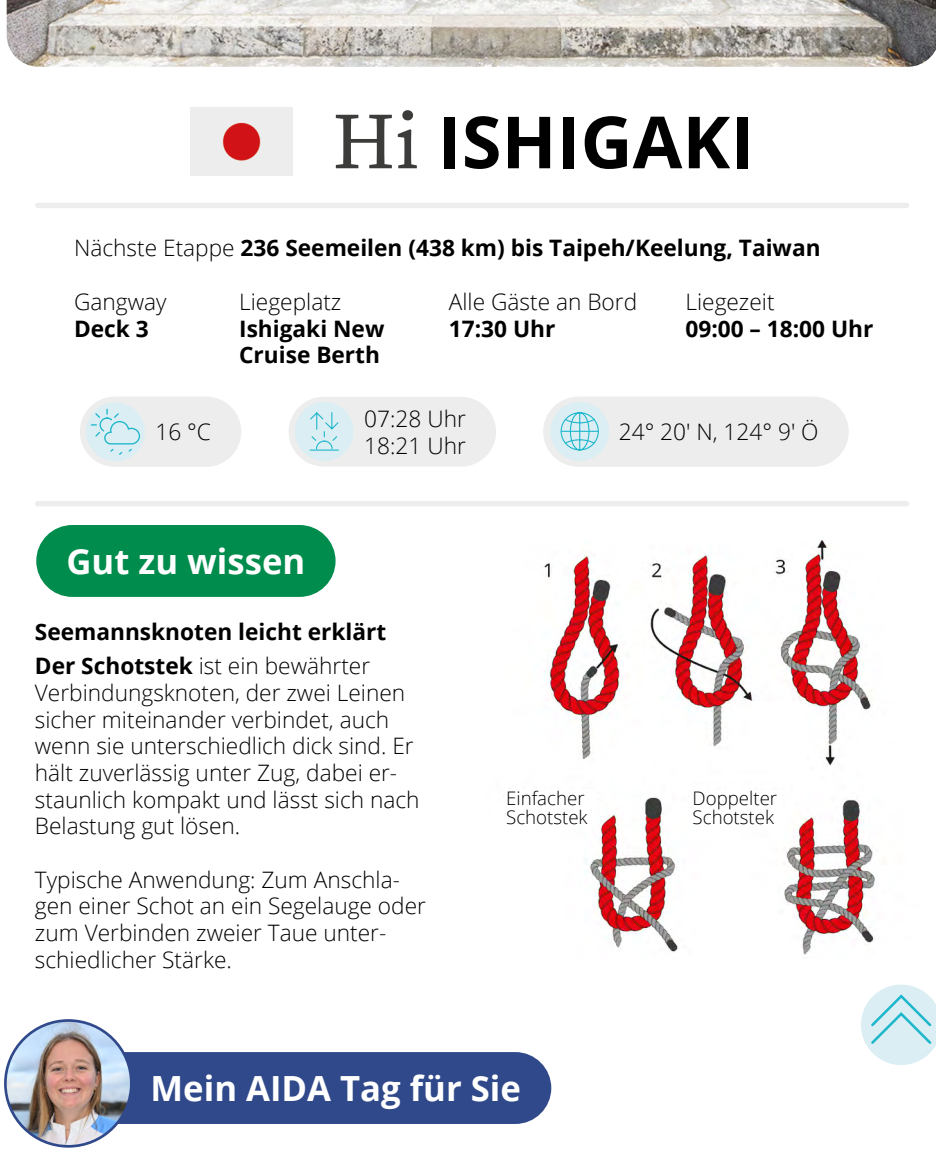 Hi ISHIGAKI
Nächste Etappe 236 Seemeilen (438 km) bis Taipeh/Keelung, Taiwan
Gangway
Deck 3
Liegeplatz
Ishigaki New
Cruise Berth
Alle Gäste an Bord
17:30 Uhr
Liegezeit
09:00 – 18:00 Uhr
16 °C
07:28 Uhr
18:21 Uhr
24° 20' N, 124° 9' Ö
Gut zu wissen
Seemannsknoten leicht erklärt
Der Schotstek ist ein bewährter
Verbindungsknoten, der zwei Leinen
sicher miteinander verbindet, auch
wenn sie unterschiedlich dick sind. Er
hält zuverlässig unter Zug, dabei er-
staunlich kompakt und lässt sich nach
Belastung gut lösen.
Typische Anwendung: Zum Anschla-
gen einer Schot an ein Segelauge oder
zum Verbinden zweier Taue unter-
schiedlicher Stärke.
1
2
3
Einfacher
Schotstek
Doppelter
Schotstek
Mein AIDA Tag für Sie